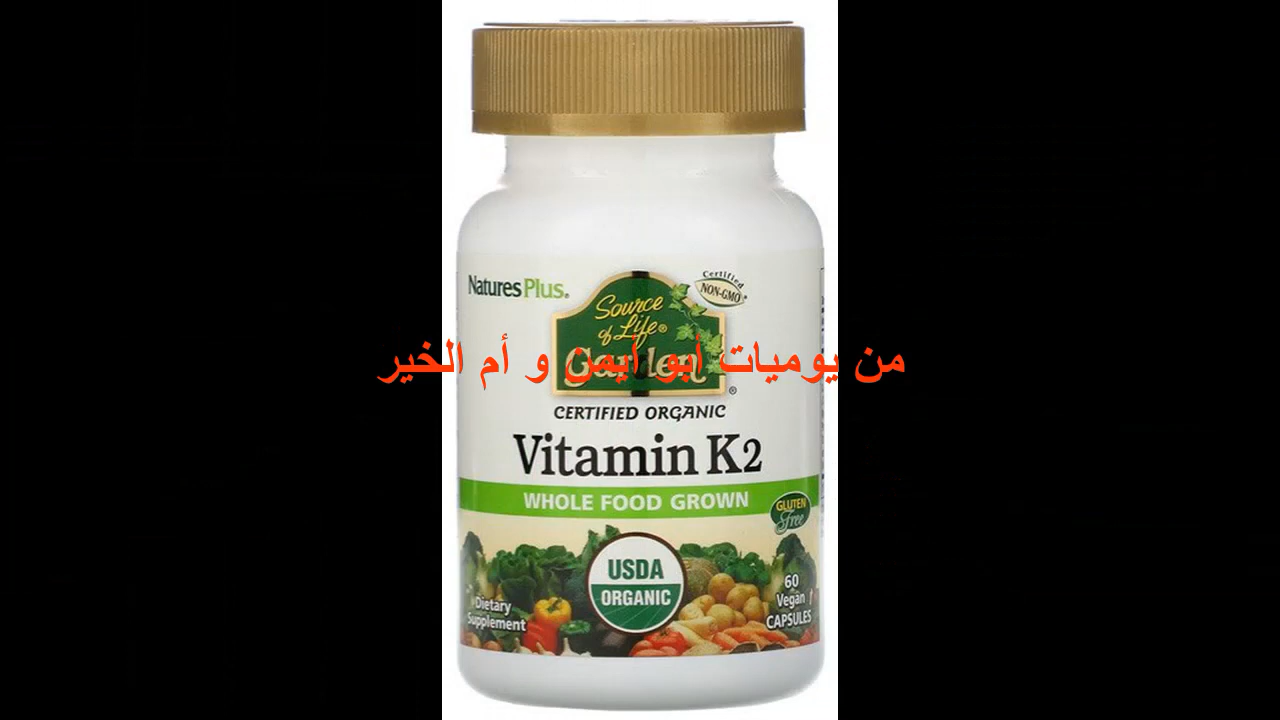 NaturesPlus®
Certified
NON-GMO
Source
of Life®
Garden®
من يوميات أبو أيمن و أم الخير
CERTIFIED ORGANIC
Vitamin K2
WHOLE FOOD GROWN
GLUTEN
Free
USDA
ORGANIC
Dietary
Supplement
60
Vegan
CAPSULES